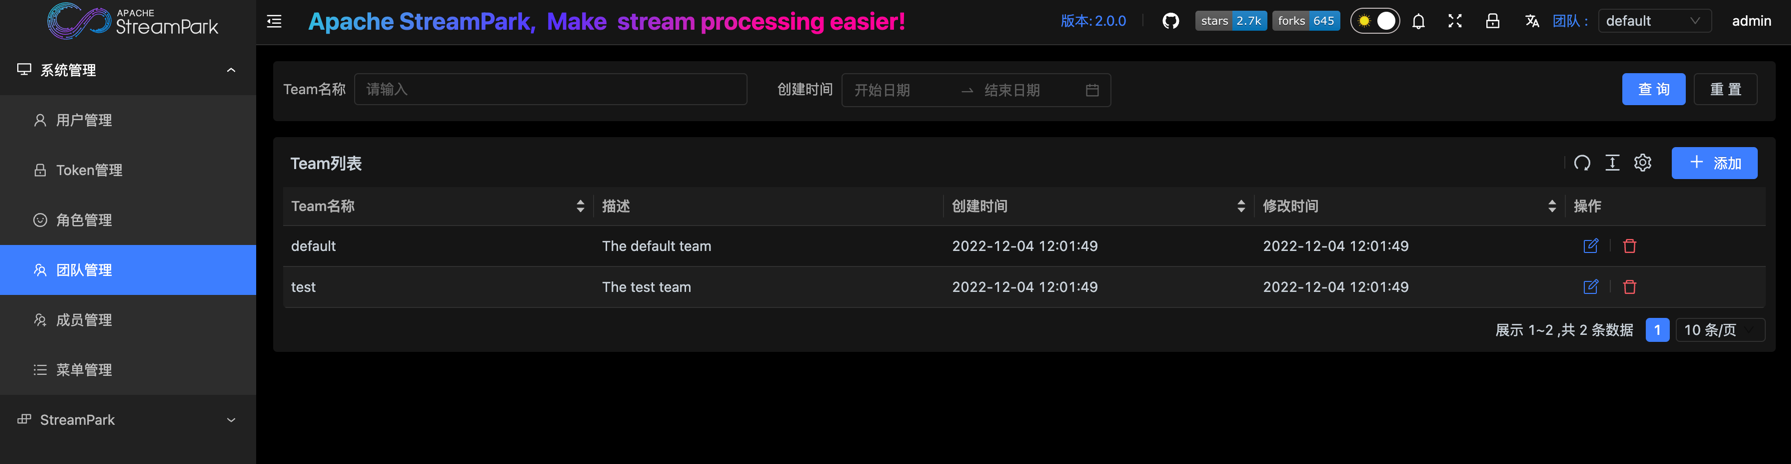 APACHE
StreamPark
Apache StreamPark, Make stream processing easier!
版本: 2.0.0
stars 2.7k
forks 645
团队 :
default
admin
系统管理
用户管理
Token管理
角色管理
团队管理
成员管理
菜单管理
StreamPark
Team名称
请输入
创建时间
开始日期
结束日期
查 询
重 置
Team列表
添加
Team名称 描述 创建时间 修改时间 操作
default The default team 2022-12-04 12:01:49 2022-12-04 12:01:49
test The test team 2022-12-04 12:01:49 2022-12-04 12:01:49
展示 1~2 ,共 2 条数据 1 10 条/页